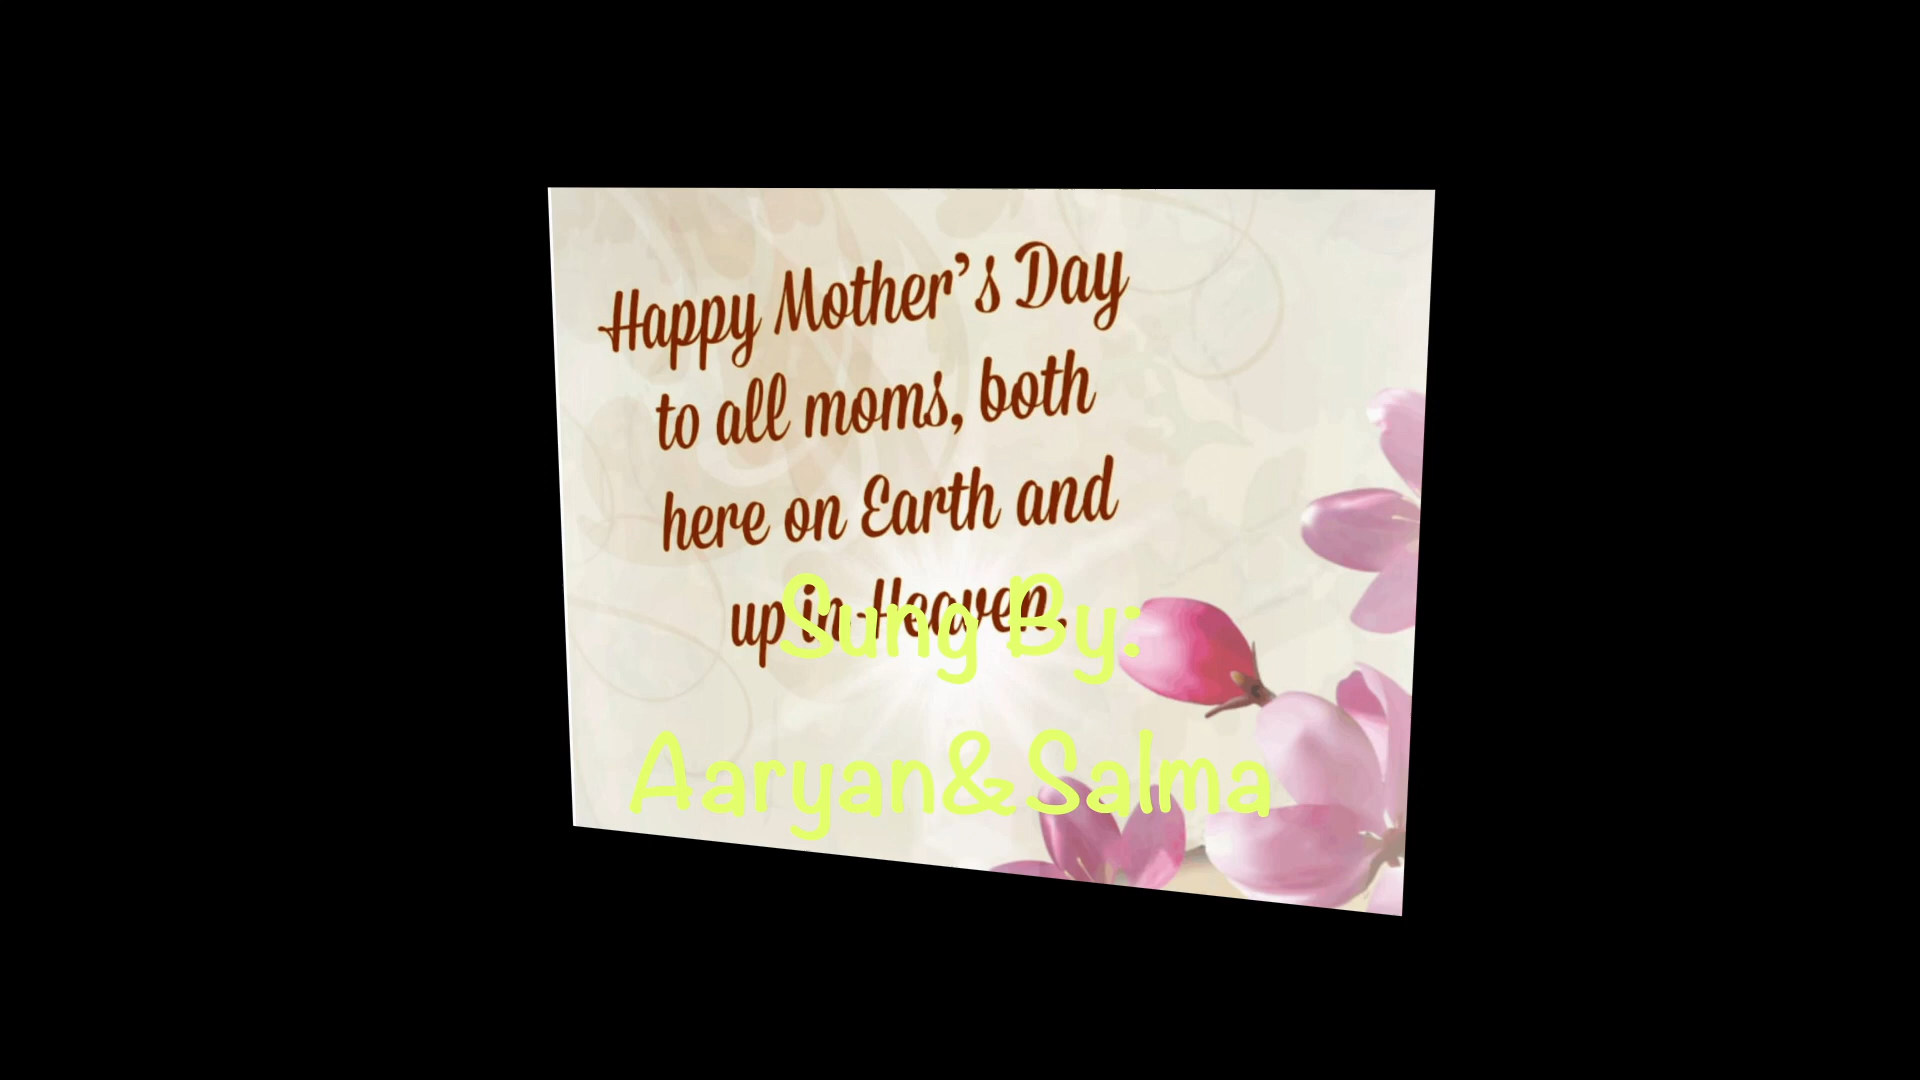 Happy Mother's Day
to all moms, both
here on Earth and
up in Heaven.
Sung By:
Aaryan&Salma